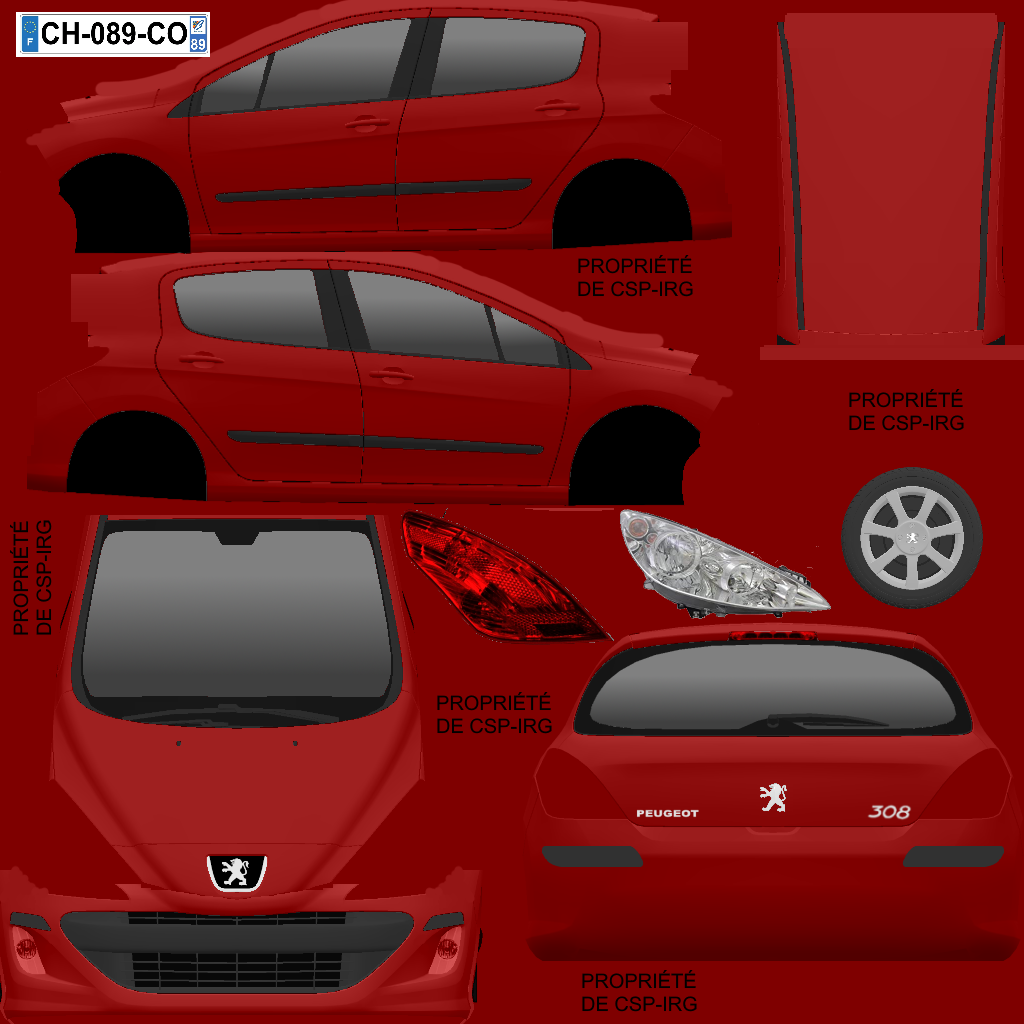 F
CH-089-CO
89
PROPRIÉTÉ
DE CSP-IRG
PROPRIÉTÉ
DE CSP-IRG
PROPRIÉTÉ
DE CSP-IRG
PROPRIÉTÉ
DE CSP-IRG
PEUGEOT
308
PROPRIÉTÉ
DE CSP-IRG